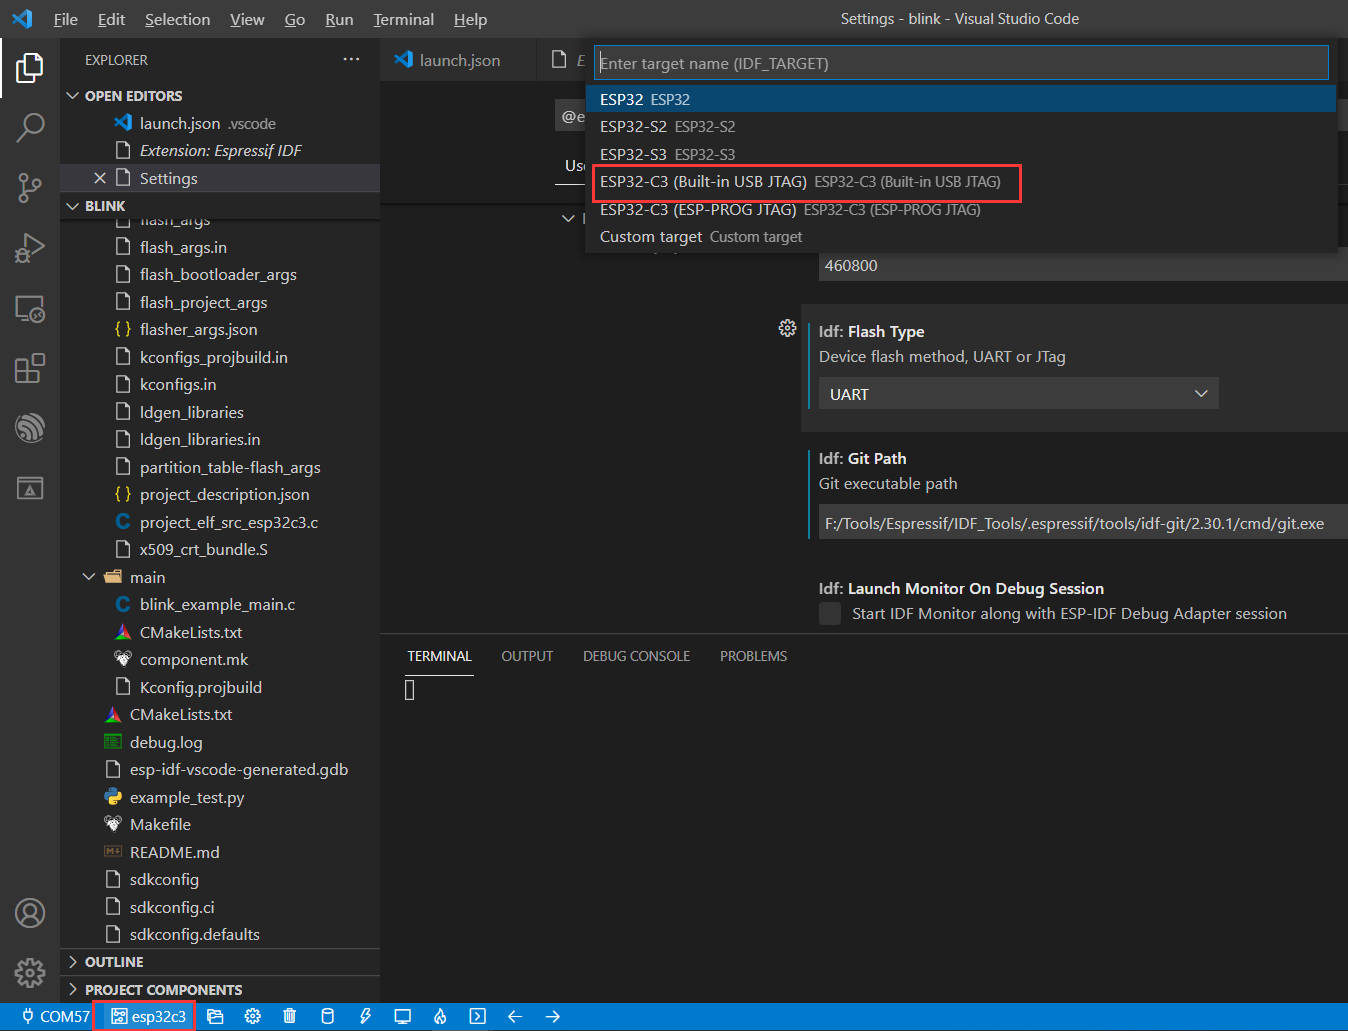 File Edit Selection View Go Run Terminal Help
Settings - blink - Visual Studio Code
EXPLORER
OPEN EDITORS
launch.json .vscode
Extension: Espressif IDF
Settings
BLINK
flash_args
flash_args.in
flash_bootloader_args
flash_project_args
flasher_args.json
kconfigs_projbuild.in
kconfigs.in
ldgen_libraries
ldgen_libraries.in
partition_table-flash_args
project_description.json
project_elf_src_esp32c3.c
x509_crt_bundle.S
main
blink_example_main.c
CMakeLists.txt
component.mk
Kconfig.projbuild
CMakeLists.txt
debug.log
esp-idf-vscode-generated.gdb
example_test.py
Makefile
README.md
sdkconfig
sdkconfig.ci
sdkconfig.defaults
OUTLINE
PROJECT COMPONENTS
launch.json
Enter target name (IDF_TARGET)
ESP32 ESP32
ESP32-S2 ESP32-S2
ESP32-S3 ESP32-S3
ESP32-C3 (Built-in USB JTAG) ESP32-C3 (Built-in USB JTAG)
ESP32-C3 (ESP-PROG JTAG) ESP32-C3 (ESP-PROG JTAG)
Custom target Custom target
460800
Idf: Flash Type
Device flash method, UART or JTag
UART
Idf: Git Path
Git executable path
F:/Tools/Espressif/IDF_Tools/.espressif/tools/idf-git/2.30.1/cmd/git.exe
Idf: Launch Monitor On Debug Session
Start IDF Monitor along with ESP-IDF Debug Adapter session
TERMINAL OUTPUT DEBUG CONSOLE PROBLEMS
COM57 esp32c3